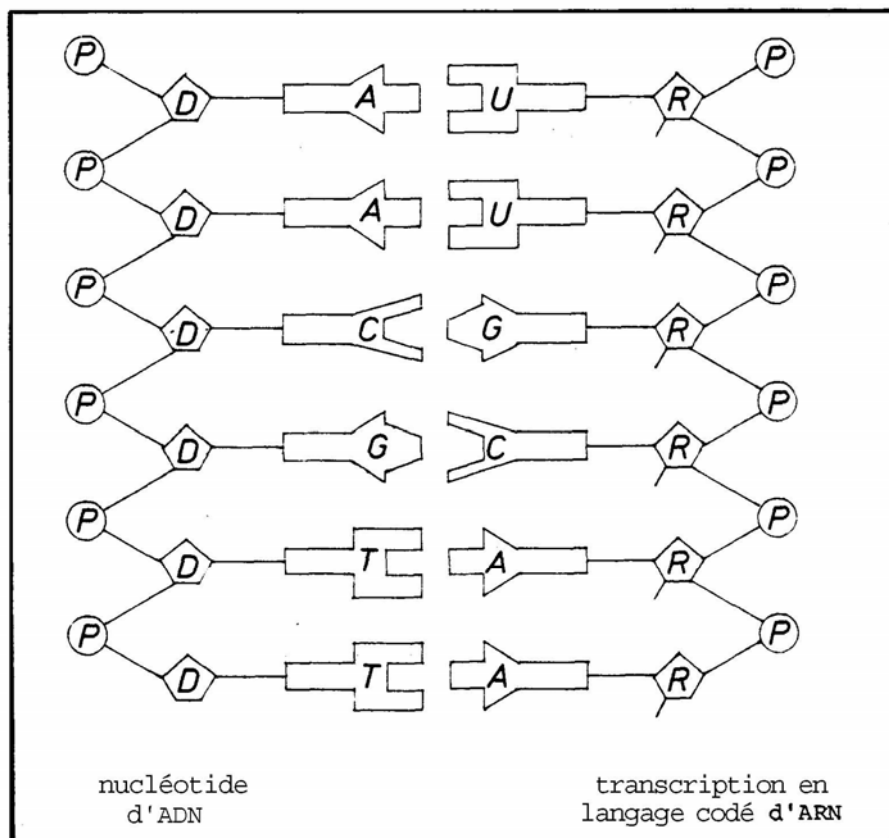 P P
D A U R
P P
D A U R
P P
D C G R
P P
D G C R
P P
D T A R
P P
D T A R
nucléotide transcription en
d'ADN langage codé d'ARN